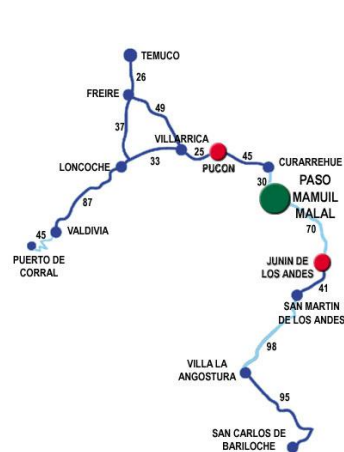 TEMUCO
26
FREIRE
49
37
VILLARRICA
33
25
PUCON
45
CURARREHUE
LONCOCHE
30
PASO
MAMUIL
MALAL
87
70
45
VALDIVIA
PUERTO DE
CORRAL
JUNIN DE
LOS ANDES
41
SAN MARTIN
DE LOS ANDES
98
VILLA LA
ANGOSTURA
95
SAN CARLOS DE
BARILOCHE